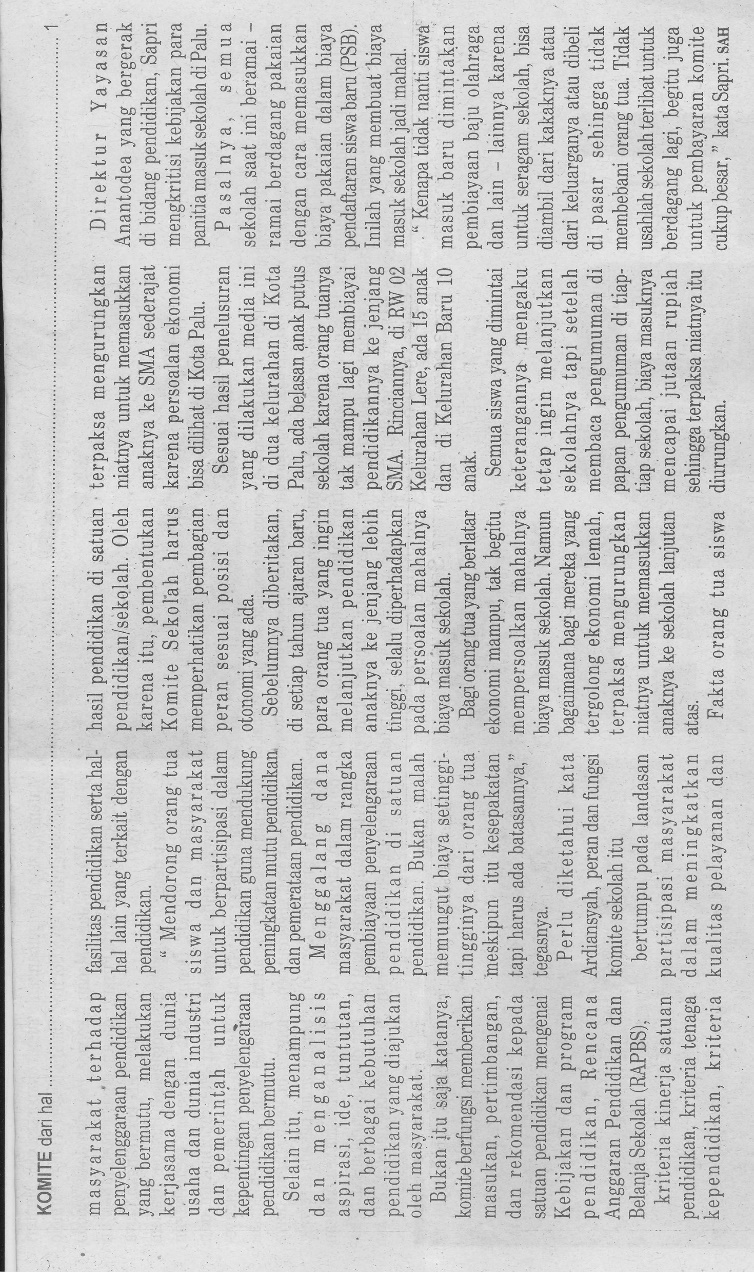 KOMITE dari hal ........................................................................................................ 1
masyarakat terhadap
penyelenggaraan pendidikan
yang bermutu, melakukan
kerjasama dengan dunia
usaha dan dunia industri
dan pemerintah untuk
kepentingan penyelengaraan
pendidikan bermutu.
Selain itu, menampung
dan menganalisis
aspirasi, ide, tuntutan,
dan berbagai kebutuhan
pendidikan yang diajukan
oleh masyarakat.
Bukan itu saja katanya,
komite berfungsi memberikan
masukan, pertimbangan,
dan rekomendasi kepada
satuan pendidikan mengenai
Kebijakan dan program
pendidikan, Rencana
Anggaran Pendidikan dan
Belanja Sekolah (RAPBS),
kriteria kinerja satuan
pendidikan, kriteria tenaga
kependidikan, kriteria
fasilitas pendidikan serta hal-
hal lain yang terkait dengan
pendidikan.
“ Mendorong orang tua
siswa dan masyarakat
untuk berpartisipasi dalam
pendidikan guna mendukung
peningkatan mutu pendidikan
dan pemerataan pendidikan.
Menggalang dana
masyarakat dalam rangka
pembiayaan penyelengaraan
pendidikan di satuan
pendidikan. Bukan malah
memungut biaya setinggi-
tingginya dari orang tua
meskipun itu kesepakatan
tapi harus ada batasannya,”
tegasnya.
Perlu diketahui kata
Ardiansyah, peran dan fungsi
komite sekolah itu
bertumpu pada landasan
partisipasi masyarakat
dalam meningkatkan
kualitas pelayanan dan
hasil pendidikan di satuan
pendidikan/sekolah. Oleh
karena itu, pembentukan
Komite Sekolah harus
memperhatikan pembagian
peran sesuai posisi dan
otonomi yang ada.
Sebelumnya diberitakan,
di setiap tahun ajaran baru,
para orang tua yang ingin
melanjutkan pendidikan
anaknya ke jenjang lebih
tinggi, selalu diperhadapkan
pada persoalan mahalnya
biaya masuk sekolah.
Bagi orang tua yang berlatar
ekonomi mampu, tak begitu
mempersoalkan mahalnya
biaya masuk sekolah. Namun
bagaimana bagi mereka yang
tergolong ekonomi lemah,
terpaksa mengurungkan
niatnya untuk memasukkan
anaknya ke sekolah lanjutan
atas.
Fakta orang tua siswa
terpaksa mengurungkan
niatnya untuk memasukkan
anaknya ke SMA sederajat
karena persoalan ekonomi
bisa dilihat di Kota Palu.
Sesuai hasil penelusuran
yang dilakukan media ini
di dua kelurahan di Kota
Palu, ada belasan anak putus
sekolah karena orang tuanya
tak mampu lagi membiayai
pendidikannya ke jenjang
SMA. Rinciannya, di RW 02
Kelurahan Lere, ada 15 anak
dan di Kelurahan Baru 10
anak.
Semua siswa yang dimintai
keterangannya mengaku
tetap ingin melanjutkan
sekolahnya tapi setelah
membaca pengumuman di
papan pengumuman di tiap-
tiap sekolah, biaya masuknya
mencapai jutaan rupiah
sehingga terpaksa niatnya itu
diurungkan.
Direktur Yayasan
Anantodea yang bergerak
di bidang pendidikan, Sapri
mengkritisi kebijakan para
panitia masuk sekolah di Palu.
Pasalnya, semua
sekolah saat ini beramai –
ramai berdagang pakaian
dengan cara memasukkan
biaya pakaian dalam biaya
pendaftaran siswa baru (PSB).
Inilah yang membuat biaya
masuk sekolah jadi mahal.
“ Kenapa tidak nanti siswa
masuk baru dimintakan
pembiayaan baju olahraga
dan lain – lainnya karena
untuk seragam sekolah, bisa
diambil dari kakaknya atau
dari keluarganya atau dibeli
di pasar sehingga tidak
membebani orang tua. Tidak
usahlah sekolah terlibat untuk
berdagang lagi, begitu juga
untuk pembayaran komite
cukup besar,” kata Sapri. SAH